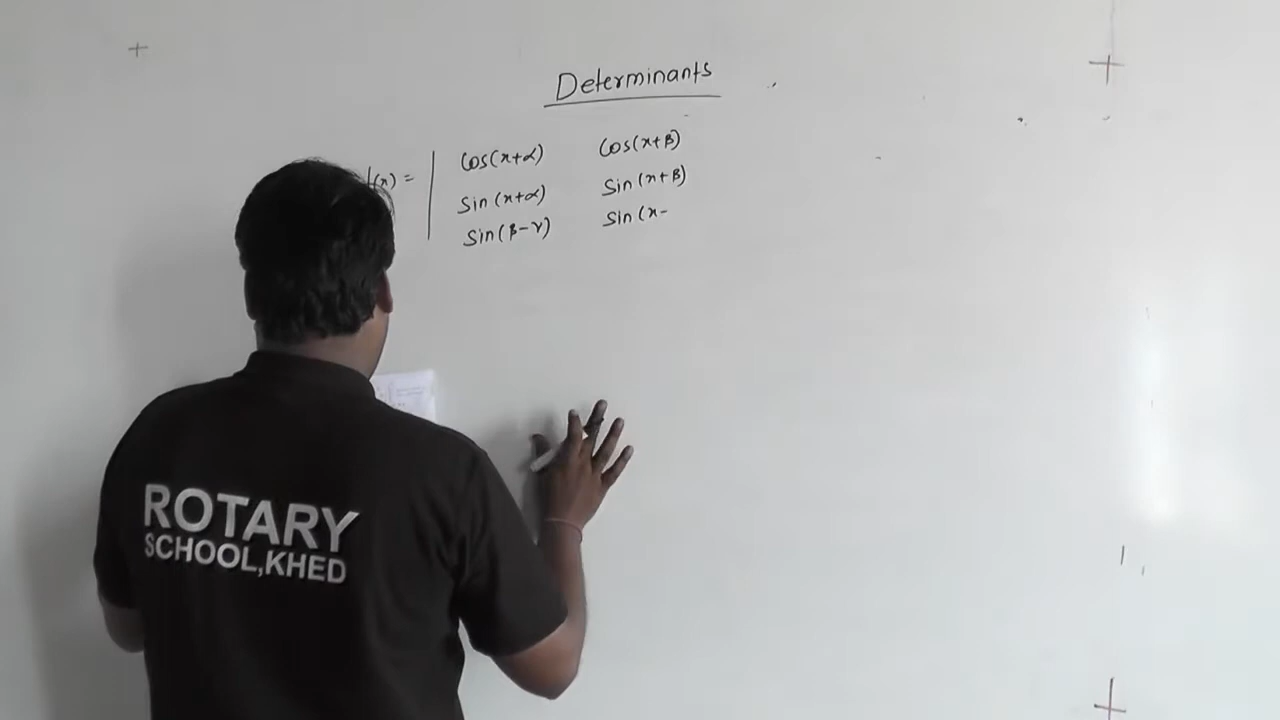 Determinants
(x) = | Cos(x+α) Cos(x+β)
Sin(x+α) Sin(x+β)
Sin(β-γ) Sin(x-
ROTARY
SCHOOL,KHED